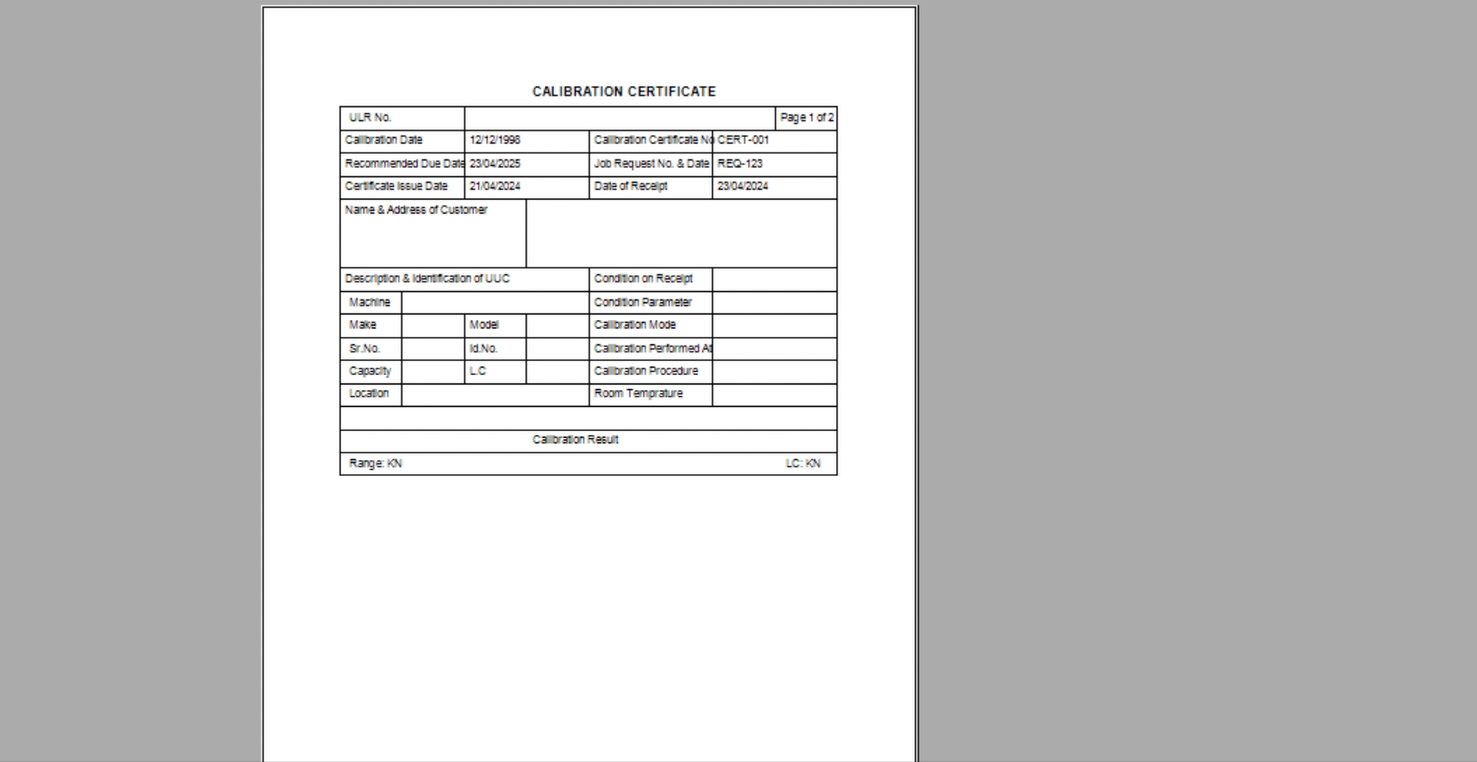 CALIBRATION CERTIFICATE
ULR No. Page 1 of 2
Calibration Date 12/12/1996 Calibration Certificate No CERT-001
Recommended Due Date 23/04/2025 Job Request No. & Date REQ-123
Certificate Issue Date 21/04/2024 Date of Receipt 23/04/2024
Name & Address of Customer
Description & Identification of UUC Condition on Receipt
Machine Condition Parameter
Make Model Calibration Mode
Sr.No. Id.No. Calibration Performed At
Capacity L.C Calibration Procedure
Location Room Temprature
Calibration Result
Range: KN LC: KN